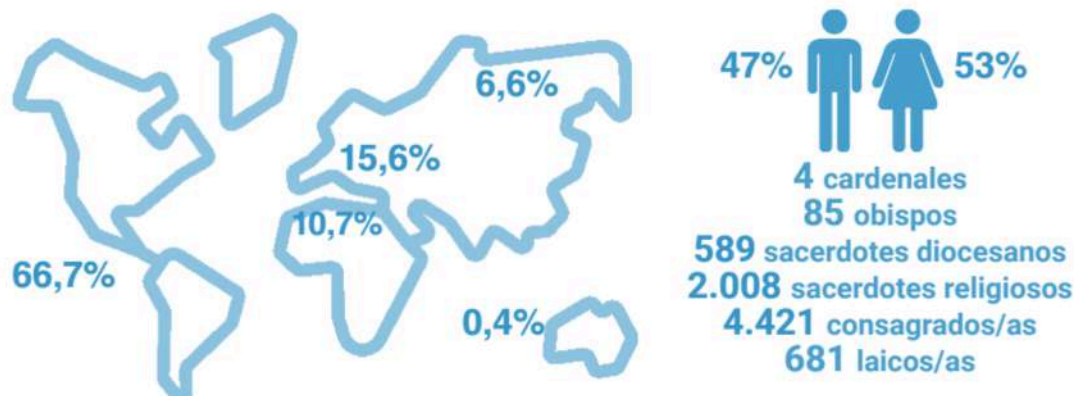 6,6%
15,6%
10,7%
66,7%
0,4%
47% 53%
4 cardenales
85 obispos
589 sacerdotes diocesanos
2.008 sacerdotes religiosos
4.421 consagrados/as
681 laicos/as